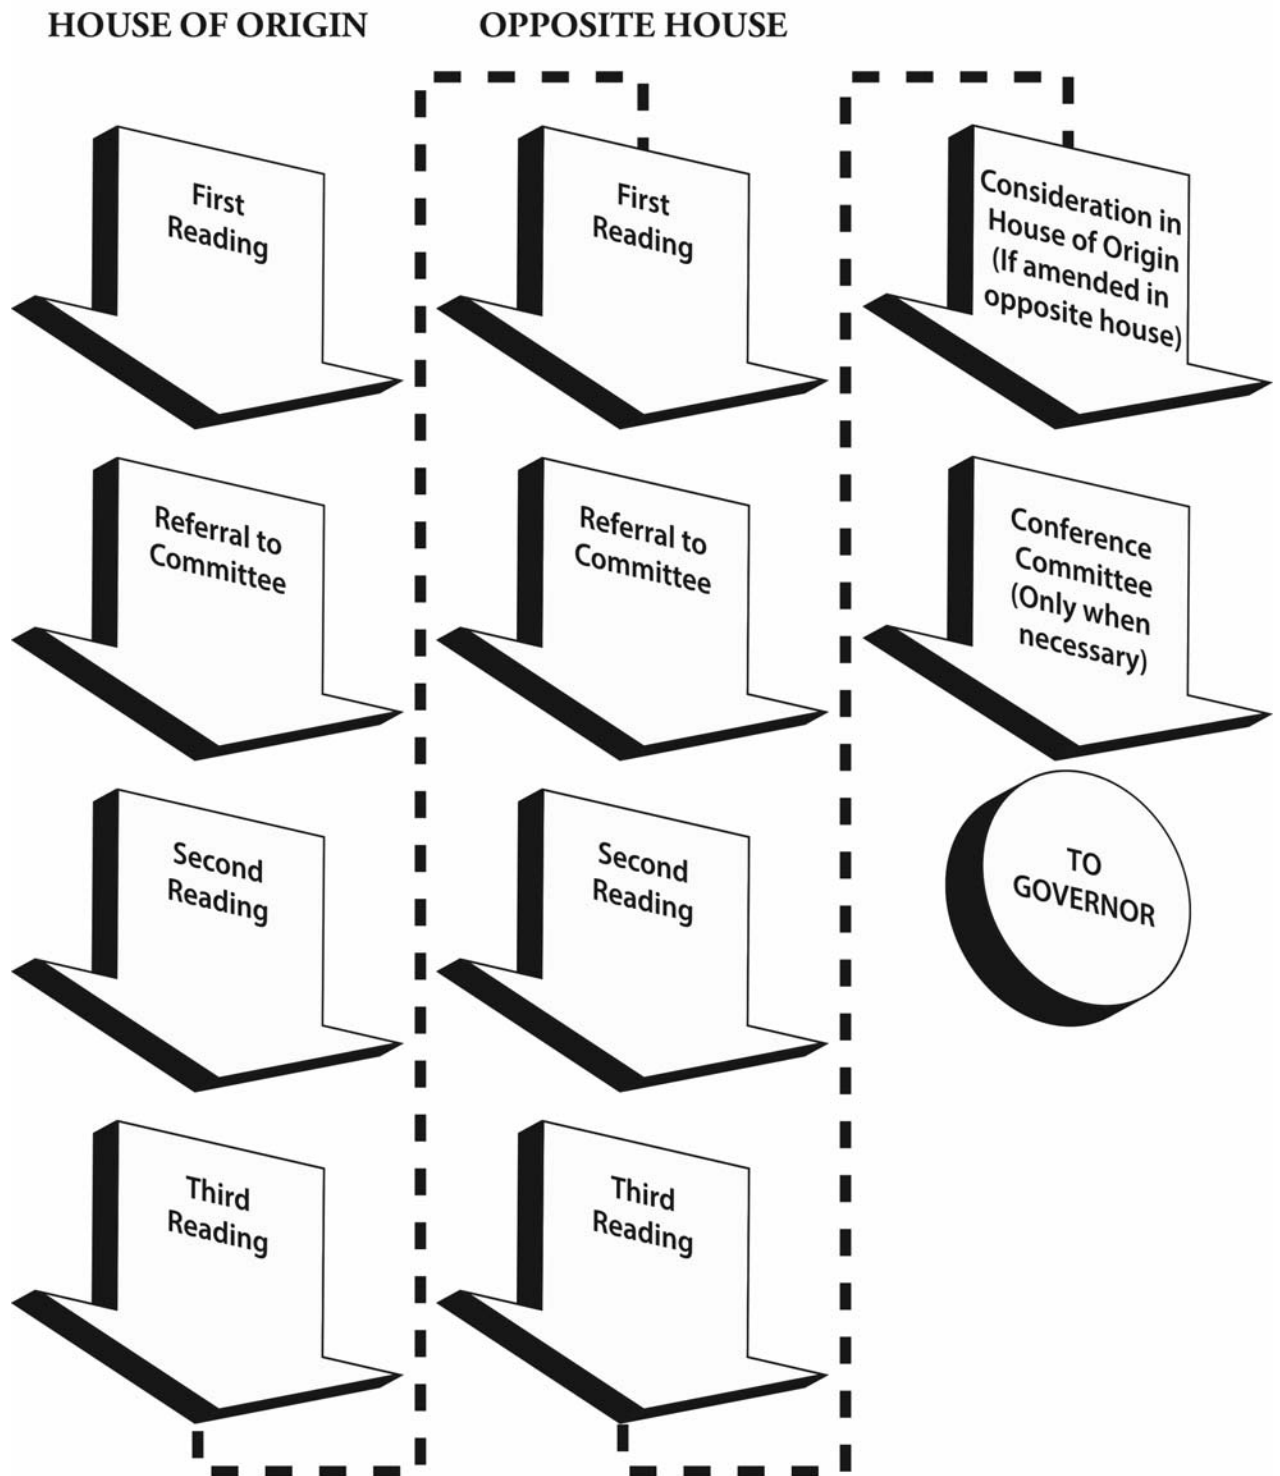 HOUSE OF ORIGIN
First
Reading
Referral to
Committee
Second
Reading
Third
Reading
OPPOSITE HOUSE
First
Reading
Referral to
Committee
Second
Reading
Third
Reading
Consideration in
House of Origin
(If amended in
opposite house)
Conference
Committee
(Only when
necessary)
TO
GOVERNOR